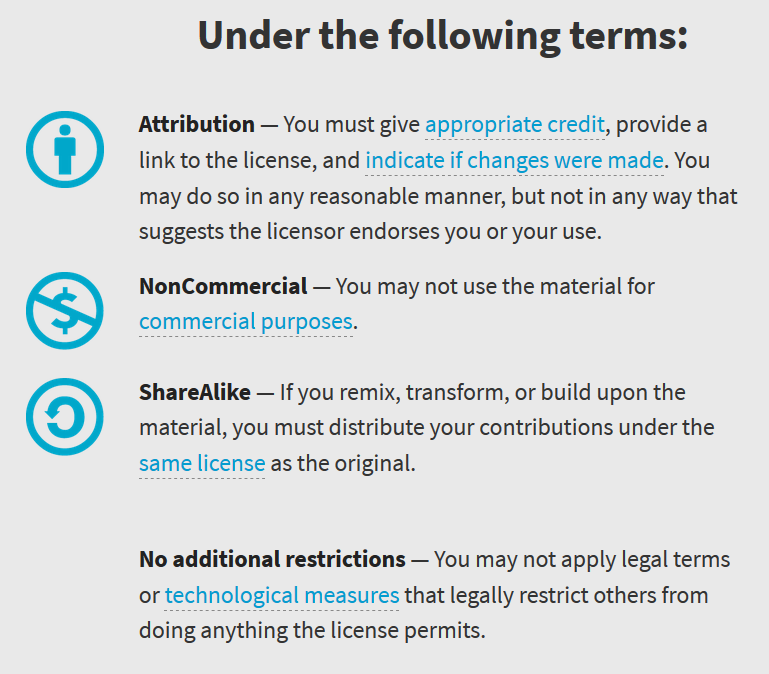 Under the following terms:
Attribution — You must give appropriate credit, provide a
link to the license, and indicate if changes were made. You
may do so in any reasonable manner, but not in any way that
suggests the licensor endorses you or your use.
NonCommercial — You may not use the material for
commercial purposes.
ShareAlike — If you remix, transform, or build upon the
material, you must distribute your contributions under the
same license as the original.
No additional restrictions — You may not apply legal terms
or technological measures that legally restrict others from
doing anything the license permits.